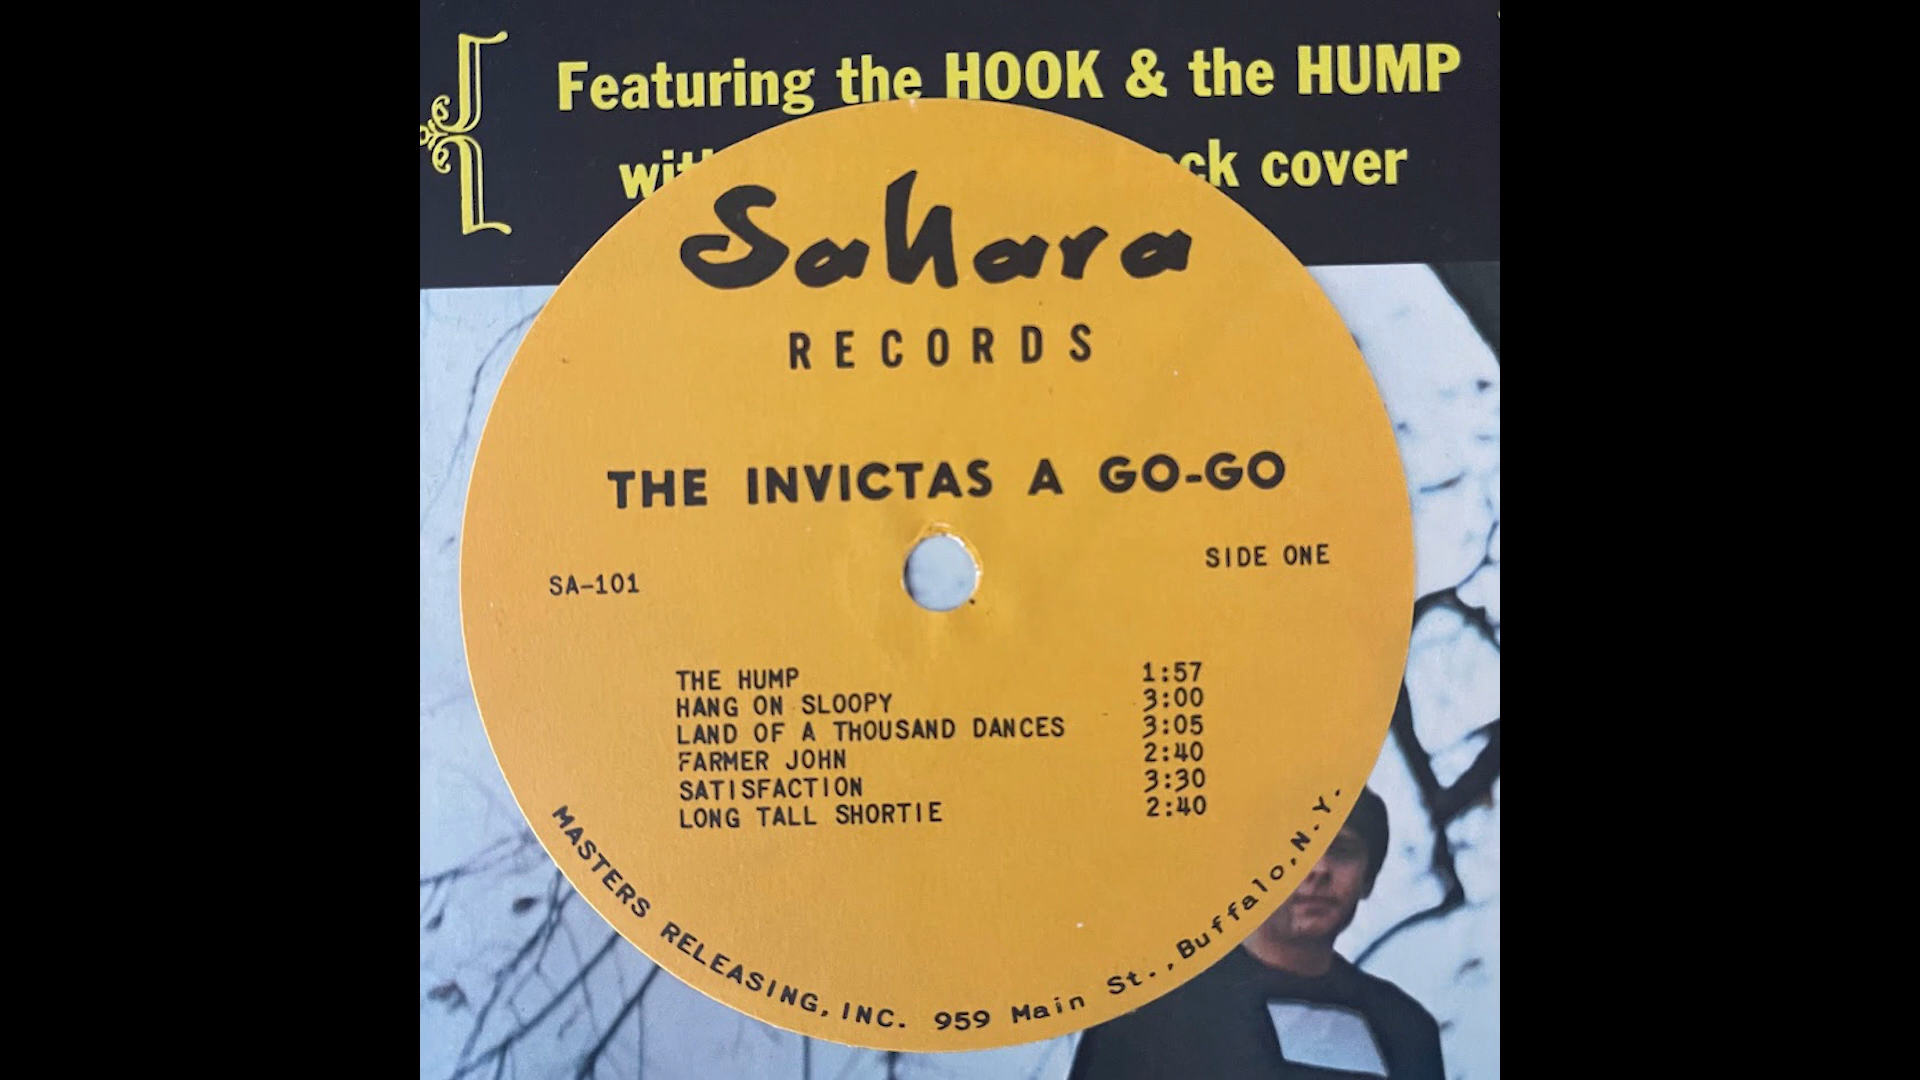 Featuring the HOOK & the HUMP
cover
Sahara
RECORDS
THE INVICTAS A GO-GO
SIDE ONE
SA-101
THE HUMP 1:57
HANG ON SLOOPY 3:00
LAND OF A THOUSAND DANCES 3:05
FARMER JOHN 2:40
SATISFACTION 3:30
LONG TALL SHORTIE 2:40
MASTERS RELEASING, INC. 959 Main St., Buffalo, N.Y.